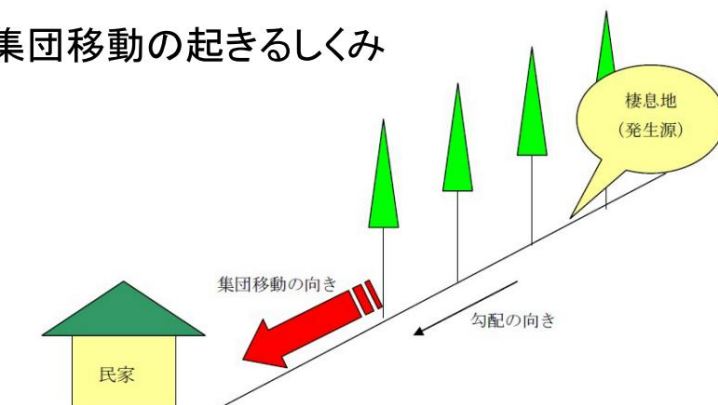 集団移動の起きるしくみ
棲息地
(発生源)
集団移動の向き
勾配の向き
民家